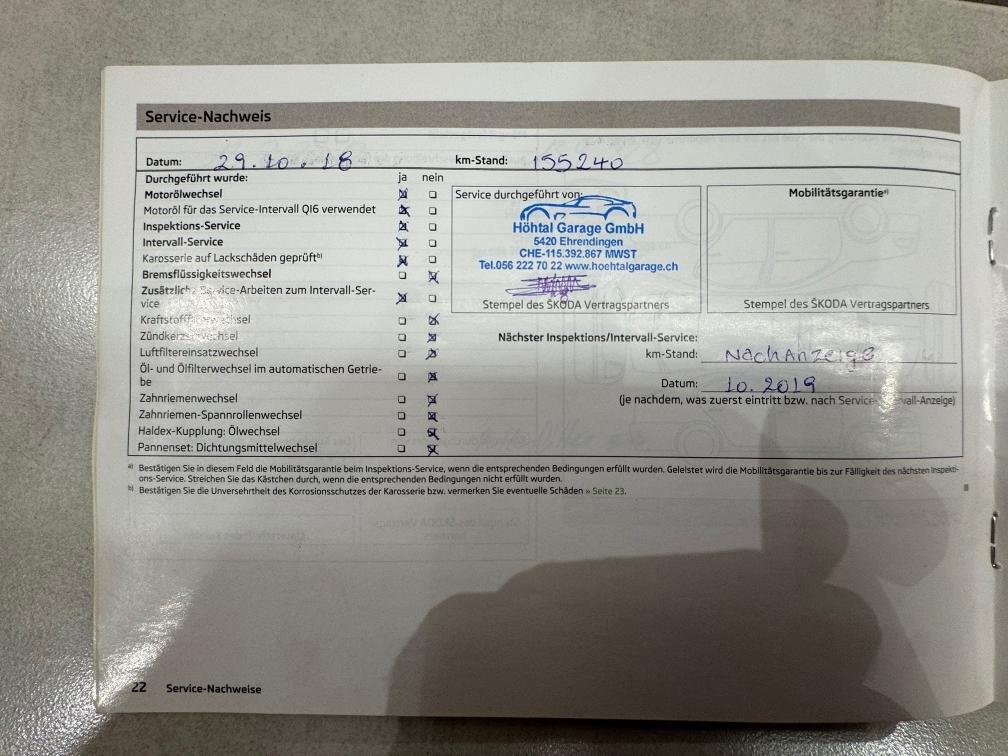 Service-Nachweis
Datum: 29.10.18 km-Stand: 155240
Durchgeführt wurde: ja nein
Motorölwechsel
Motoröl für das Service-Intervall QI6 verwendet
Inspektions-Service
Intervall-Service
Karosserie auf Lackschäden geprüft b)
Bremsflüssigkeitswechsel
Zusätzliche Service-Arbeiten zum Intervall-Ser-
vice
Kraftstofffilterwechsel
Zündkerzenwechsel
Luftfiltereinsatzwechsel
Öl- und Ölfilterwechsel im automatischen Getrie-
be
Zahnriemenwechsel
Zahnriemen-Spannrollenwechsel
Haldex-Kupplung: Ölwechsel
Pannenset: Dichtungsmittelwechsel
Service durchgeführt von:
Höhtal Garage GmbH
5420 Ehrendingen
CHE-115.392.867 MWST
Tel.056 222 70 22 www.hoehtalgarage.ch
Stempel des ŠKODA Vertragspartners
Mobilitätsgarantie a)
Stempel des ŠKODA Vertragspartners
Nächster Inspektions/Intervall-Service:
km-Stand: Nach Anzeige
Datum: 10.2019
(je nachdem, was zuerst eintritt bzw. nach Service-Intervall-Anzeige)
a) Bestätigen Sie in diesem Feld die Mobilitätsgarantie beim Inspektions-Service, wenn die entsprechenden Bedingungen erfüllt wurden. Geleistet wird die Mobilitätsgarantie bis zur Fälligkeit des nächsten Inspekti-
ons-Service. Streichen Sie das Kästchen durch, wenn die entsprechenden Bedingungen nicht erfüllt wurden.
b) Bestätigen Sie die Unversehrtheit des Korrosionsschutzes der Karosserie bzw. vermerken Sie eventuelle Schäden » Seite 23.
22 Service-Nachweise